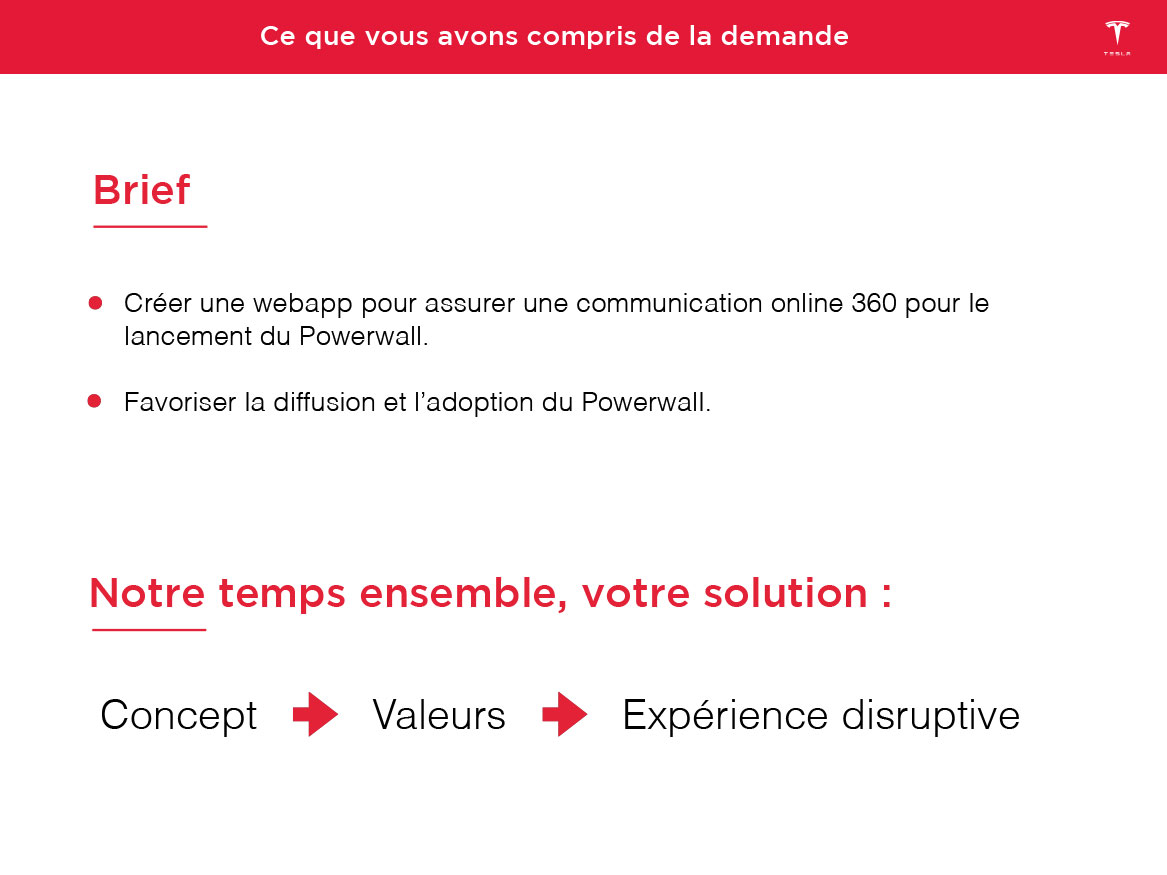 Ce que vous avons compris de la demande
TESLA
Brief
Créer une webapp pour assurer une communication online 360 pour le
lancement du Powerwall.
Favoriser la diffusion et l’adoption du Powerwall.
Notre temps ensemble, votre solution :
Concept Valeurs Expérience disruptive